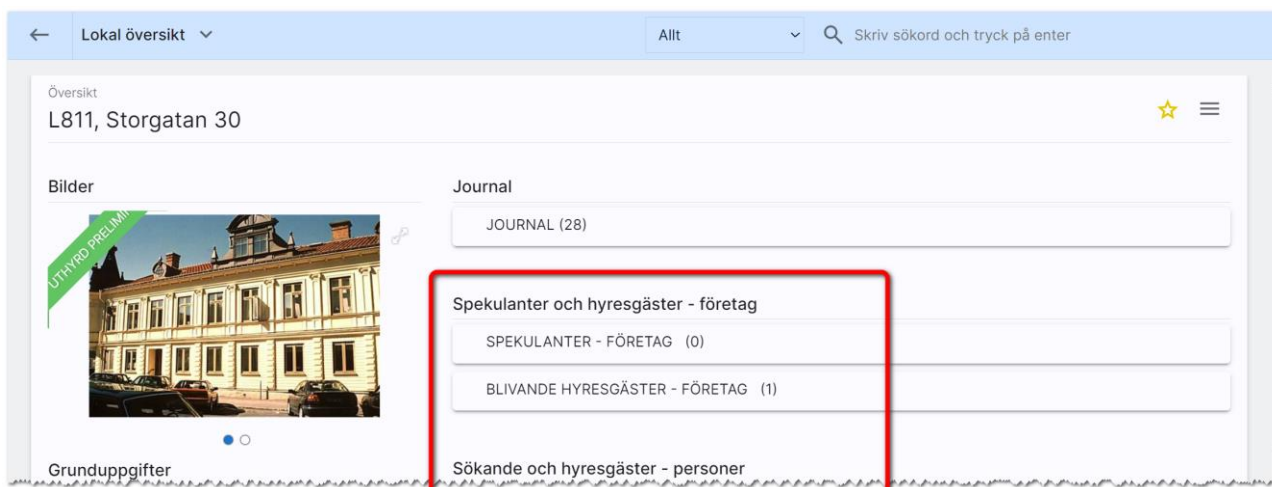 Lokal översikt
Allt
Skriv sökord och tryck på enter
Översikt
L811, Storgatan 30
Bilder
UTHYRD PRELIMI
Journal
JOURNAL (28)
Spekulanter och hyresgäster - företag
SPEKULANTER - FÖRETAG (0)
BLIVANDE HYRESGÄSTER - FÖRETAG (1)
Grunduppgifter
Sökande och hyresgäster - personer